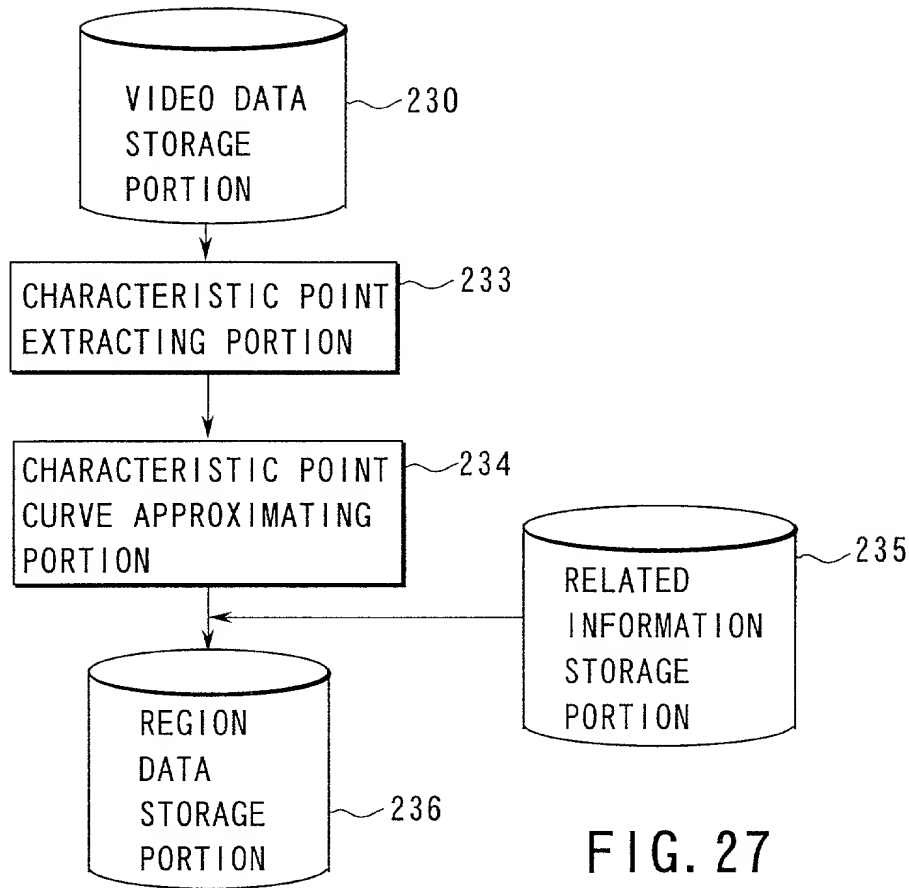 VIDEO DATA
STORAGE
PORTION
230
CHARACTERISTIC POINT
EXTRACTING PORTION
233
CHARACTERISTIC POINT
CURVE APPROXIMATING
PORTION
234
RELATED
INFORMATION
STORAGE
PORTION
235
REGION
DATA
STORAGE
PORTION
236
FIG. 27